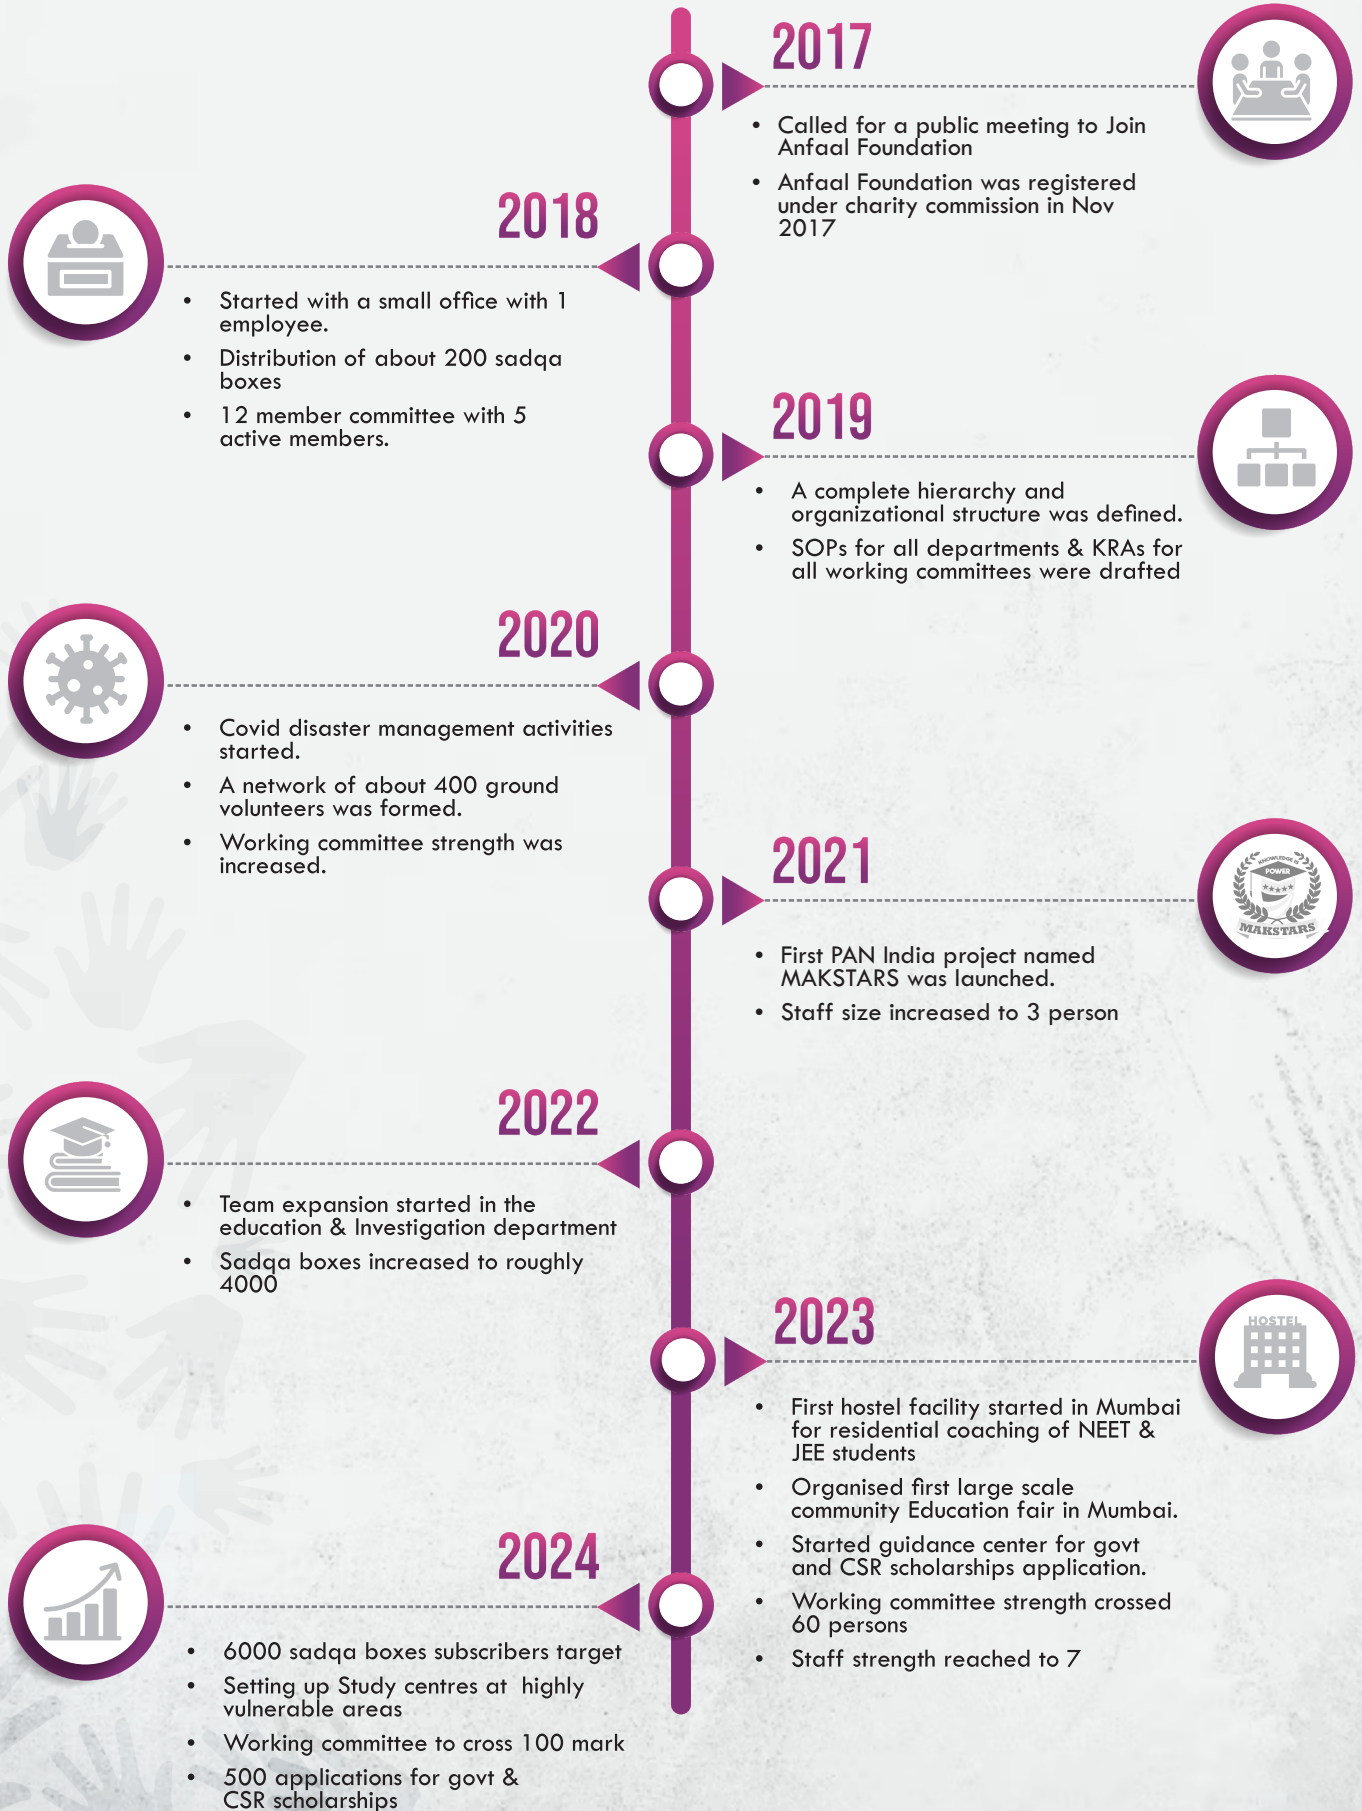 2017
• Called for a public meeting to Join
Anfaal Foundation
• Anfaal Foundation was registered
under charity commission in Nov
2017
2018
• Started with a small office with 1
employee.
• Distribution of about 200 sadqa
boxes
• 12 member committee with 5
active members.
2019
• A complete hierarchy and
organizational structure was defined.
• SOPs for all departments & KRAs for
all working committees were drafted
2020
• Covid disaster management activities
started.
• A network of about 400 ground
volunteers was formed.
• Working committee strength was
increased.
2021
KNOWLEDGE IS
POWER
MAKSTARS
• First PAN India project named
MAKSTARS was launched.
• Staff size increased to 3 person
2022
• Team expansion started in the
education & Investigation department
• Sadqa boxes increased to roughly
4000
2023
HOSTEL
• First hostel facility started in Mumbai
for residential coaching of NEET &
JEE students
• Organised first large scale
community Education fair in Mumbai.
• Started guidance center for govt
and CSR scholarships application.
• Working committee strength crossed
60 persons
• Staff strength reached to 7
2024
• 6000 sadqa boxes subscribers target
• Setting up Study centres at  highly
vulnerable areas
• Working committee to cross 100 mark
• 500 applications for govt &
CSR scholarships